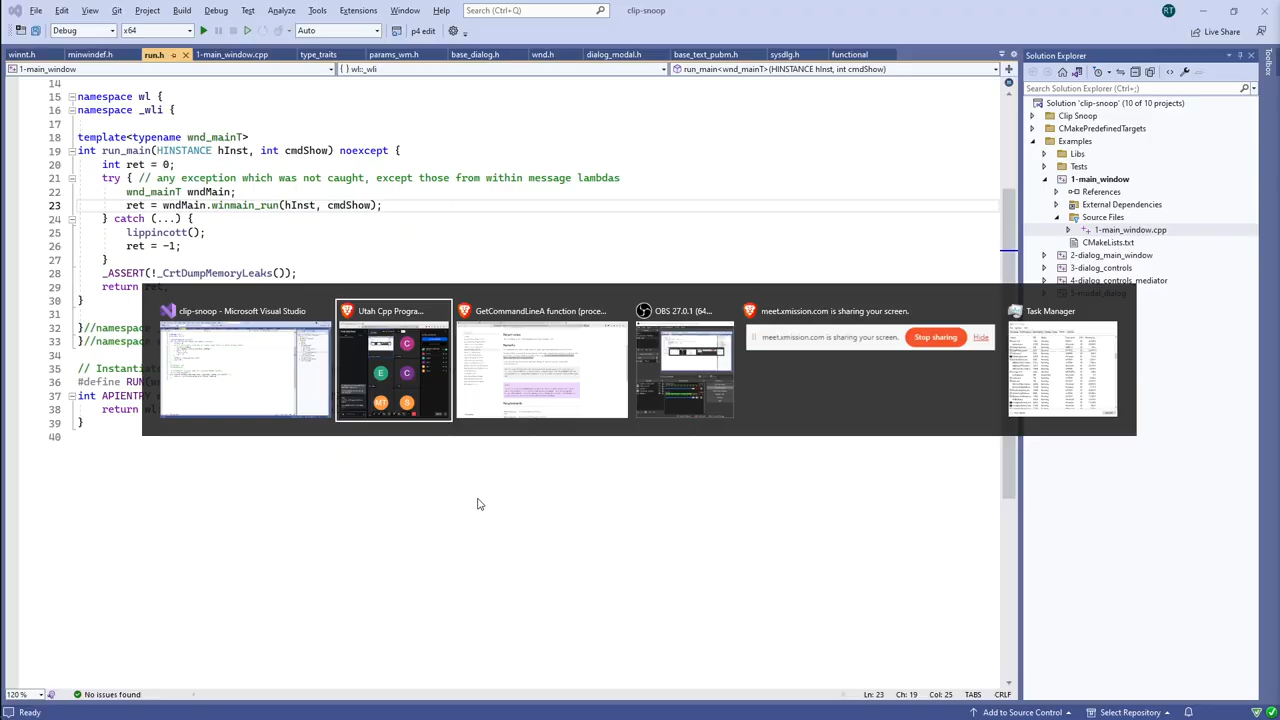 File Edit View Git Project Build Debug Test Analyze Tools Extensions Window Help Search (Ctrl+Q) clip-snoop RT
Debug x64 Auto p4 edit Live Share
winnt.h minwindef.h run.h 1-main_window.cpp type_traits params_wm.h base_dialog.h wnd.h dialog_modal.h base_text_pubm.h sysdlg.h functional
1-main_window wl::_wli run_main<wnd_mainT>(HINSTANCE hInst, int cmdShow)
14
15 namespace wl {
16 namespace _wli {
17
18 template<typename wnd_mainT>
19 int run_main(HINSTANCE hInst, int cmdShow) noexcept {
20 int ret = 0;
21 try { // any exception which was not caught, except those from within message lambdas
22 wnd_mainT wndMain;
23 ret = wndMain.winmain_run(hInst, cmdShow);
24 } catch (...) {
25 lippincott();
26 ret = -1;
27 }
28 _ASSERT(!_CrtDumpMemoryLeaks());
29 return ret;
30 }
31
32 }//namespace
33 }//names
34
35 // Instanti
36 #define RUN(
37 int APIENTRY
38 return wl
39 }
40
clip-snoop - Microsoft Visual Studio
Utah Cpp Progra...
GetCommandLineA function (proce...
OBS 27.0.1 (64...
meet.xmission.com is sharing your screen.
Task Manager
meet.xmission.com is sharing your screen. Stop sharing Hide
Solution Explorer
Search Solution Explorer (Ctrl+;)
Solution 'clip-snoop' (10 of 10 projects)
Clip Snoop
CMakePredefinedTargets
Examples
Libs
Tests
1-main_window
References
External Dependencies
Source Files
1-main_window.cpp
CMakeLists.txt
2-dialog_main_window
3-dialog_controls
4-dialog_controls_mediator
5-modal_dialog
Toolbox
120 % No issues found Ln: 23 Ch: 19 Col: 25 TABS CRLF
Ready Add to Source Control Select Repository